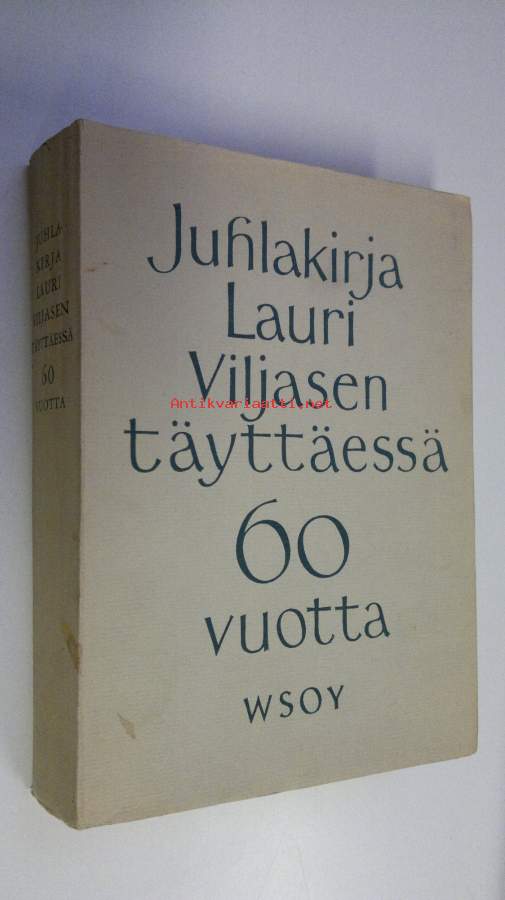 Juhlakirja
Lauri
Viljasen
täyttäessä
60
vuotta
WSOY
JUHLA-
KIRJA
LAURI
VILJASEN
TÄYTTÄESSÄ
60
VUOTTA
Antikvariaatti.net